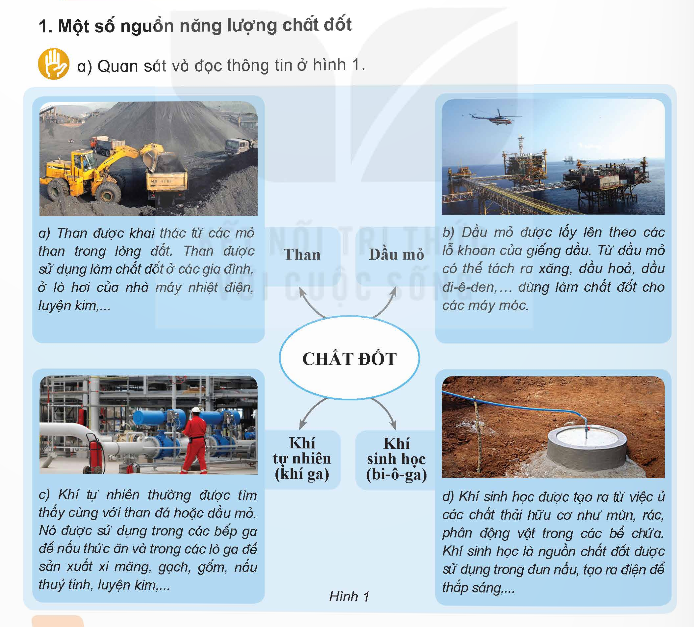 1. Một số nguồn năng lượng chất đốt
a) Quan sát và đọc thông tin ở hình 1.
a) Than được khai thác từ các mỏ
than trong lòng đất. Than được
sử dụng làm chất đốt ở các gia đình,
ở lò hơi của nhà máy nhiệt điện,
luyện kim,...
Than
Dầu mỏ
b) Dầu mỏ được lấy lên theo các
lỗ khoan của giếng dầu. Từ dầu mỏ
có thể tách ra xăng, dầu hoả, dầu
đi-ê-den,... dùng làm chất đốt cho
các máy móc.
KẾT NỐI TRI THỨC
VỚI CUỘC SỐNG
CHẤT ĐỐT
Khí
tự nhiên
(khí ga)
Khí
sinh học
(bi-ô-ga)
c) Khí tự nhiên thường được tìm
thấy cùng với than đá hoặc dầu mỏ.
Nó được sử dụng trong các bếp ga
để nấu thức ăn và trong các lò ga để
sản xuất xi măng, gạch, gốm, nấu
thuỷ tinh, luyện kim,...
d) Khí sinh học được tạo ra từ việc ủ
các chất thải hữu cơ như mùn, rác,
phân động vật trong các bể chứa.
Khí sinh học là nguồn chất đốt được
sử dụng trong đun nấu, tạo ra điện để
thắp sáng,...
Hình 1